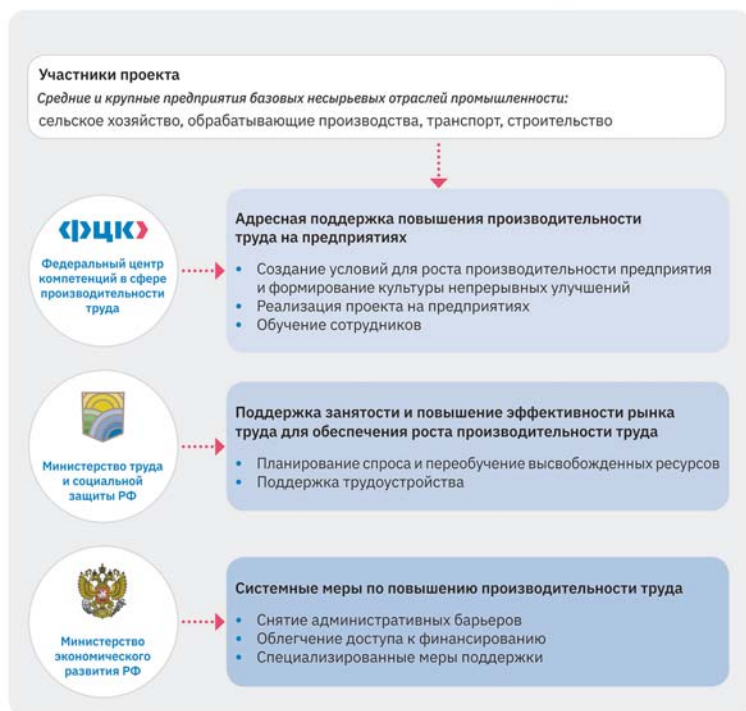 Участники проекта
Средние и крупные предприятия базовых несырьевых отраслей промышленности:
сельское хозяйство, обрабатывающие производства, транспорт, строительство
ФЦК
Федеральный центр
компетенций в сфере
производительности
труда
Адресная поддержка повышения производительности
труда на предприятиях
• Создание условий для роста производительности предприятия
и формирование культуры непрерывных улучшений
• Реализация проекта на предприятиях
• Обучение сотрудников
Министерство труда
и социальной
защиты РФ
Поддержка занятости и повышение эффективности рынка
труда для обеспечения роста производительности труда
• Планирование спроса и переобучение высвобожденных ресурсов
• Поддержка трудоустройства
Министерство
экономического
развития РФ
Системные меры по повышению производительности труда
• Снятие административных барьеров
• Облегчение доступа к финансированию
• Специализированные меры поддержки